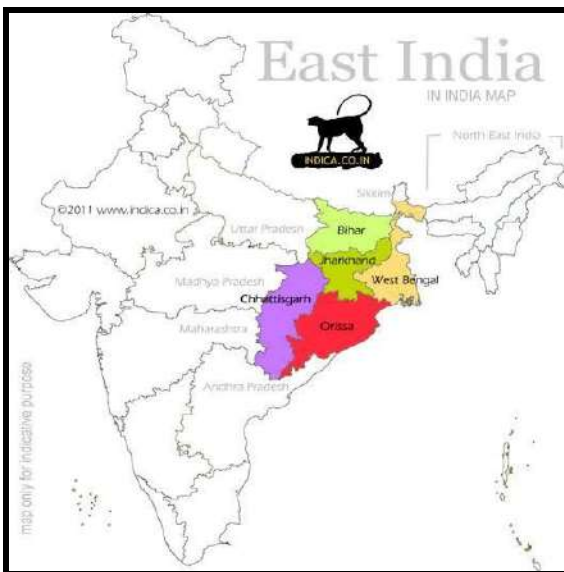 East India
IN INDIA MAP
INDICA.CO.IN
North-East India
©2011 www.indica.co.in
Sikkim
Uttar Pradesh
Bihar
Jharkhand
Madhya Pradesh
West Bengal
Chhattisgarh
Maharashtra
Orissa
Andhra Pradesh
map only for indicative purpose